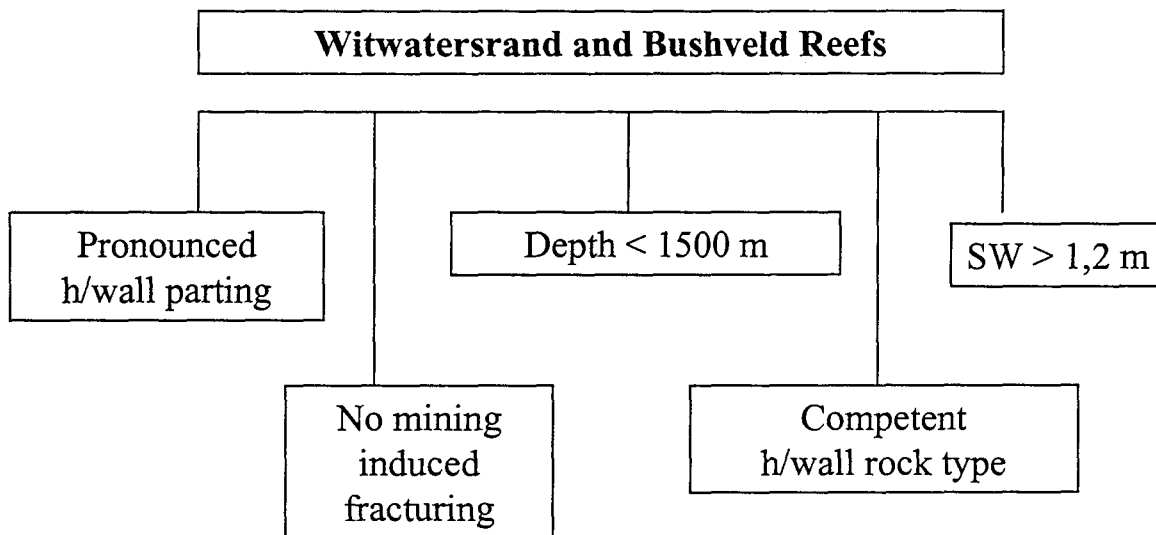 Witwatersrand and Bushveld Reefs
Pronounced
h/wall parting
Depth < 1500 m
SW > 1,2 m
No mining
induced
fracturing
Competent
h/wall rock type